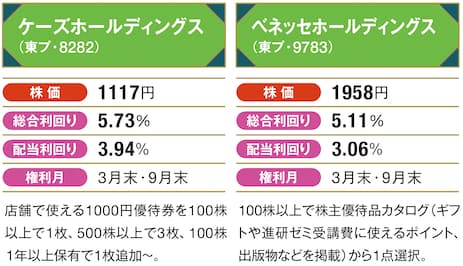 ケーズホールディングス
（東プ・8282）
株価 1117円
総合利回り 5.73%
配当利回り 3.94%
権利月 3月末・9月末
店舗で使える1000円優待券を100株
以上で1枚、500株以上で3枚、100株
1年以上保有で1枚追加〜。
ベネッセホールディングス
（東プ・9783）
株価 1958円
総合利回り 5.11%
配当利回り 3.06%
権利月 3月末・9月末
100株以上で株主優待品カタログ（ギフ
トや進研ゼミ受講費に使えるポイント、
出版物などを掲載）から1点選択。